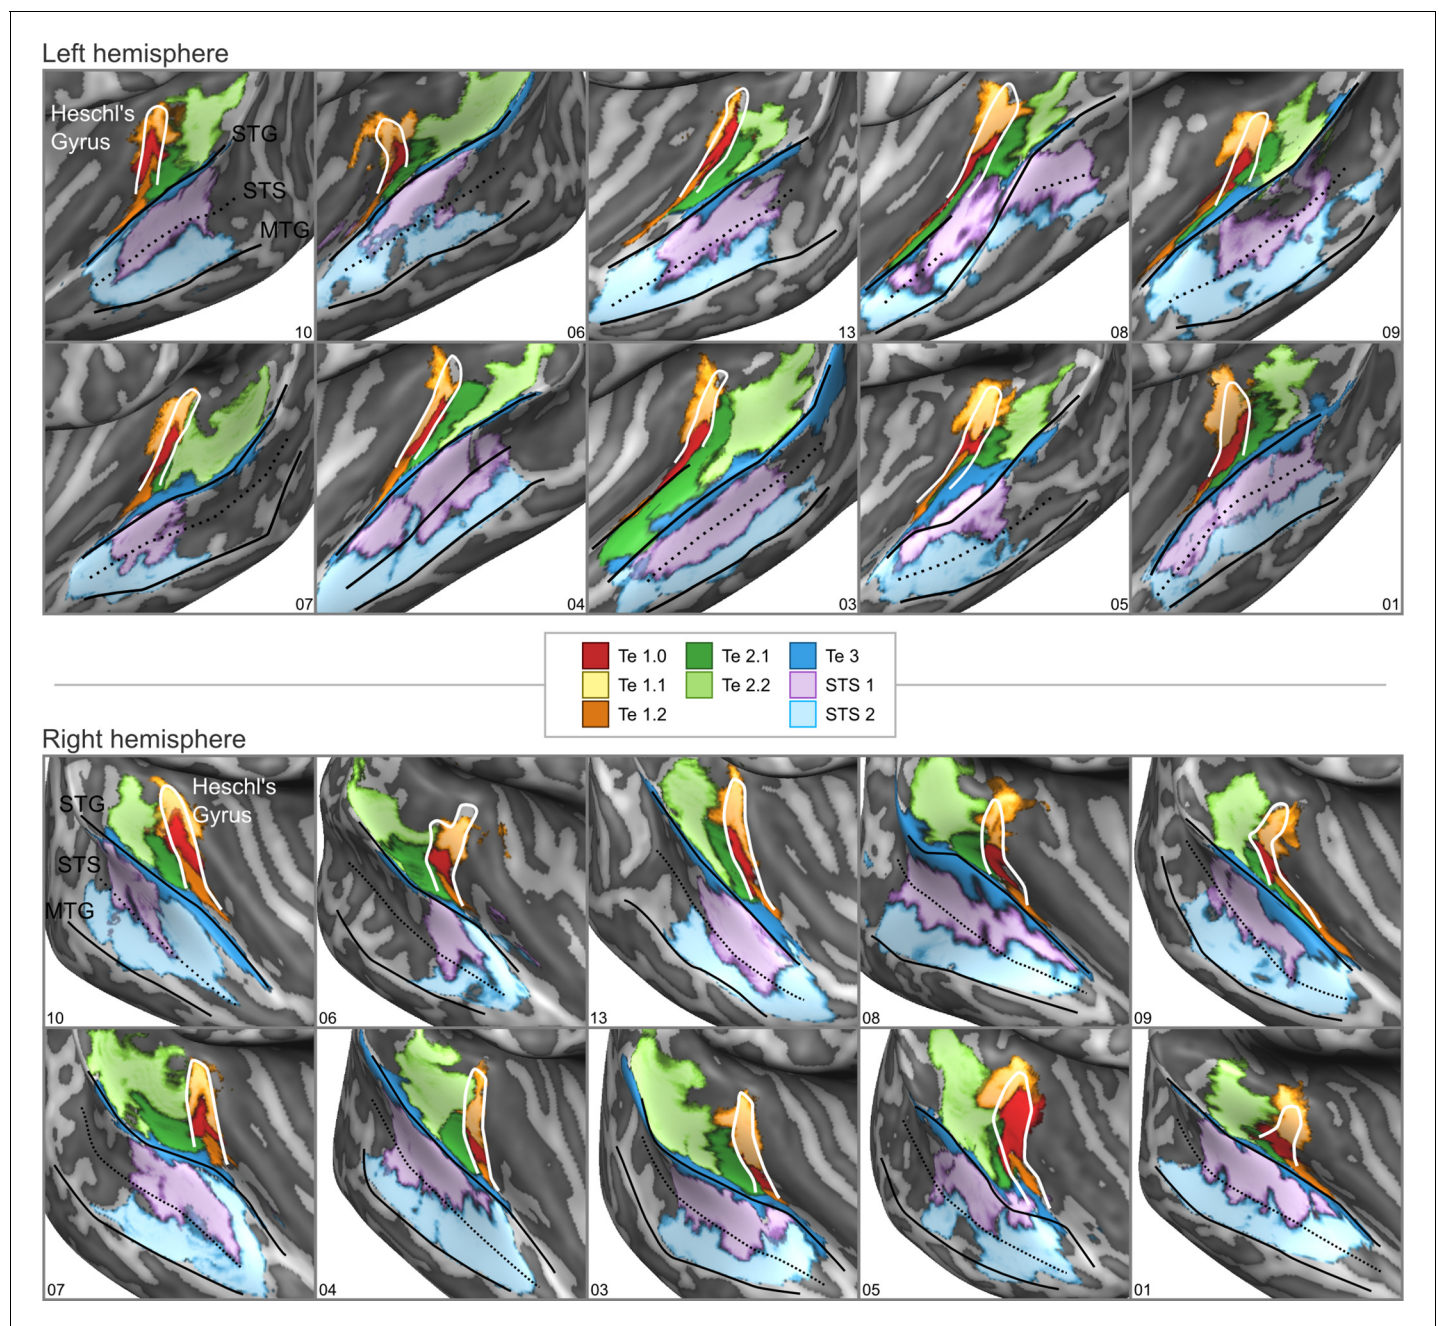 Left hemisphere
Heschl's
Gyrus
STG
STS
MTG
10
06
13
08
09
07
04
03
05
01
Te 1.0
Te 2.1
Te 3
Te 1.1
Te 2.2
STS 1
Te 1.2
STS 2
Right hemisphere
Heschl's
Gyrus
STG
STS
MTG
10
06
13
08
09
07
04
03
05
01